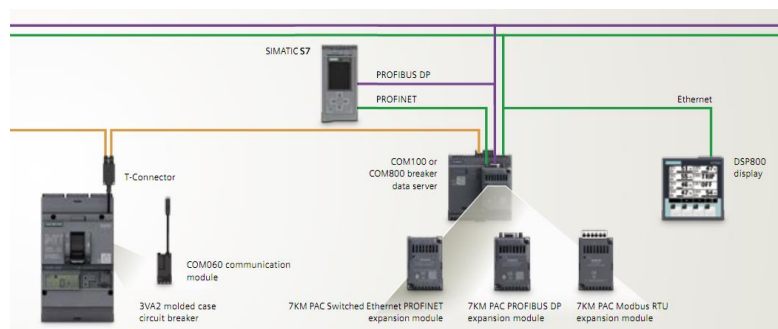 SIMATIC S7
PROFIBUS DP
PROFINET
Ethernet
T-Connector
COM100 or
COM800 breaker
data server
DSP800
display
COM060 communication
module
3VA2 molded case
circuit breaker
7KM PAC Switched Ethernet PROFINET
expansion module
7KM PAC PROFIBUS DP
expansion module
7KM PAC Modbus RTU
expansion module